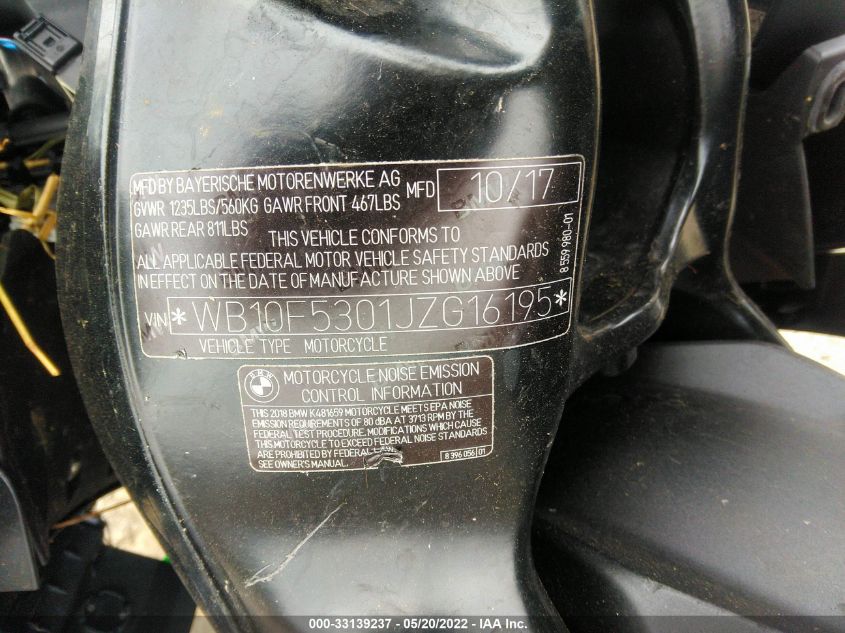 MFD BY BAYERISCHE MOTORENWERKE AG
MFD 10/17
GVWR 1235LBS/560KG GAWR FRONT 467LBS
GAWR REAR 811LBS
THIS VEHICLE CONFORMS TO
ALL APPLICABLE FEDERAL MOTOR VEHICLE SAFETY STANDARDS
IN EFFECT ON THE DATE OF MANUFACTURE SHOWN ABOVE
8 559 980-01
VIN *WB10F5301JZG16195*
VEHICLE TYPE MOTORCYCLE
BMW
MOTORCYCLE NOISE EMISSION
CONTROL INFORMATION
THIS 2018 BMW K481659 MOTORCYCLE MEETS EPA NOISE
EMISSION REQUIREMENTS OF 80 dBA AT 3713 RPM BY THE
FEDERAL TEST PROCEDURE. MODIFICATIONS WHICH CAUSE
THIS MOTORCYCLE TO EXCEED FEDERAL NOISE STANDARDS
ARE PROHIBITED BY FEDERAL LAW.
SEE OWNER'S MANUAL.
8 396 056 01
000-33139237 - 05/20/2022 - IAA Inc.